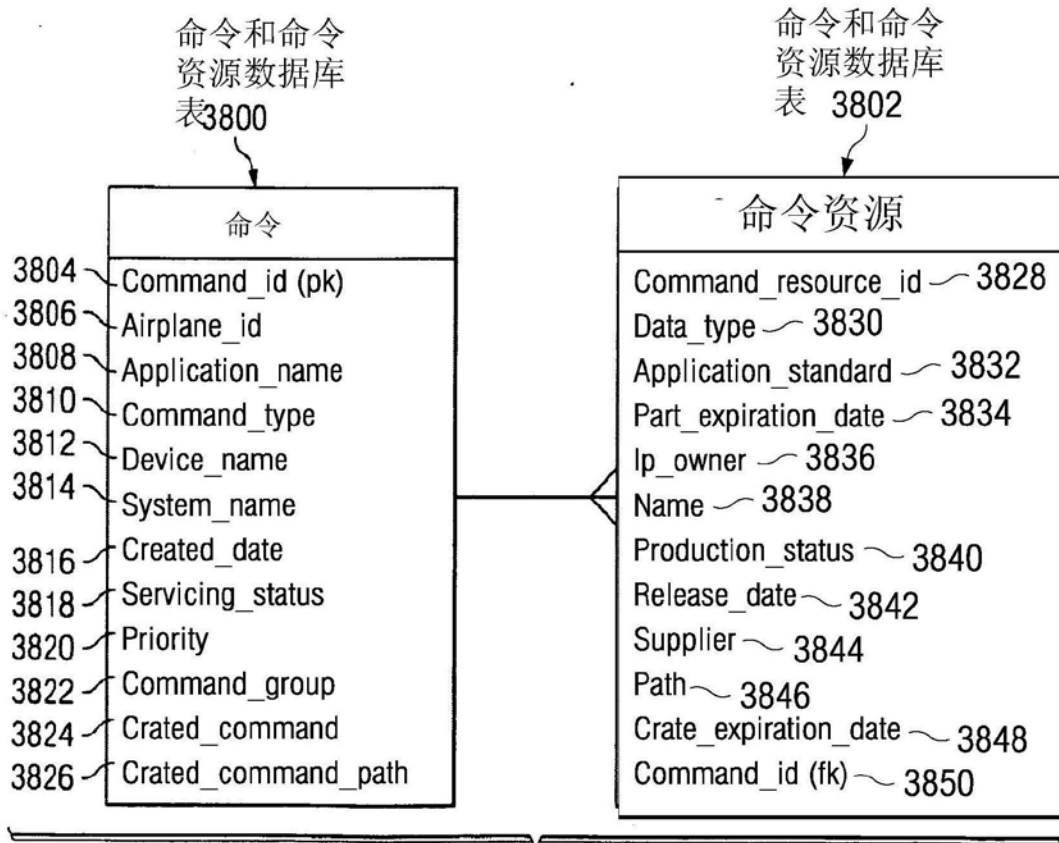 命令和命令
资源数据库
表3800
命令
3804 Command_id (pk)
3806 Airplane_id
3808 Application_name
3810 Command_type
3812 Device_name
3814 System_name
3816 Created_date
3818 Servicing_status
3820 Priority
3822 Command_group
3824 Crated_command
3826 Crated_command_path
命令和命令
资源数据库
表 3802
命令资源
Command_resource_id 3828
Data_type 3830
Application_standard 3832
Part_expiration_date 3834
Ip_owner 3836
Name 3838
Production_status 3840
Release_date 3842
Supplier 3844
Path 3846
Crate_expiration_date 3848
Command_id (fk) 3850